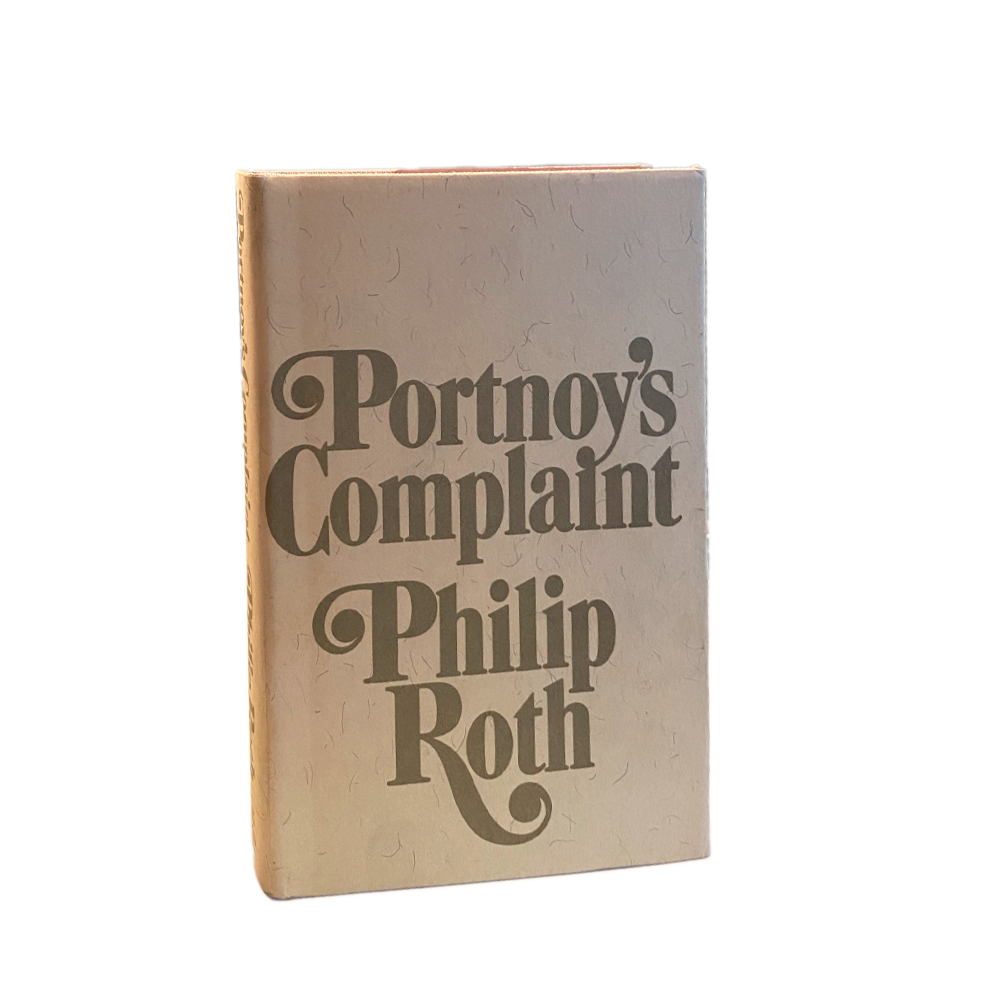 Portnoy's
Complaint
Philip
Roth